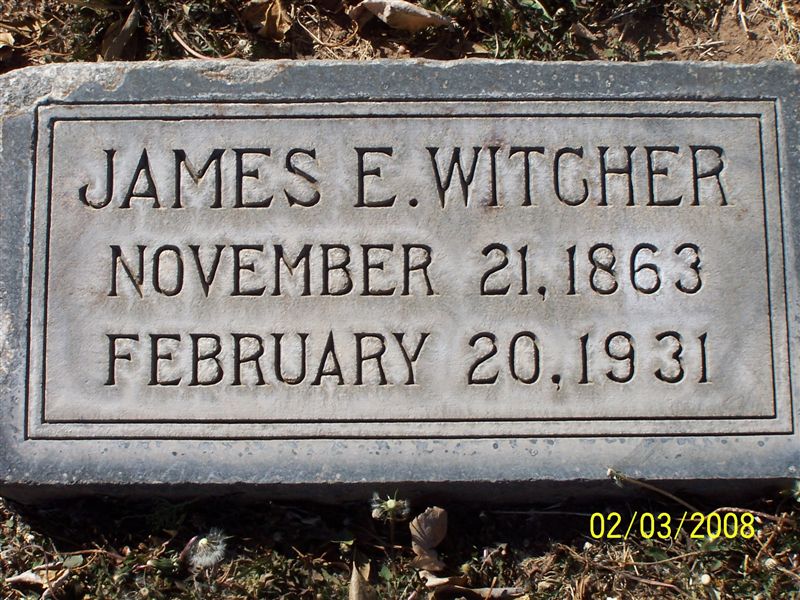 JAMES E. WITCHER
NOVEMBER 21, 1863
FEBRUARY 20, 1931
02/03/2008